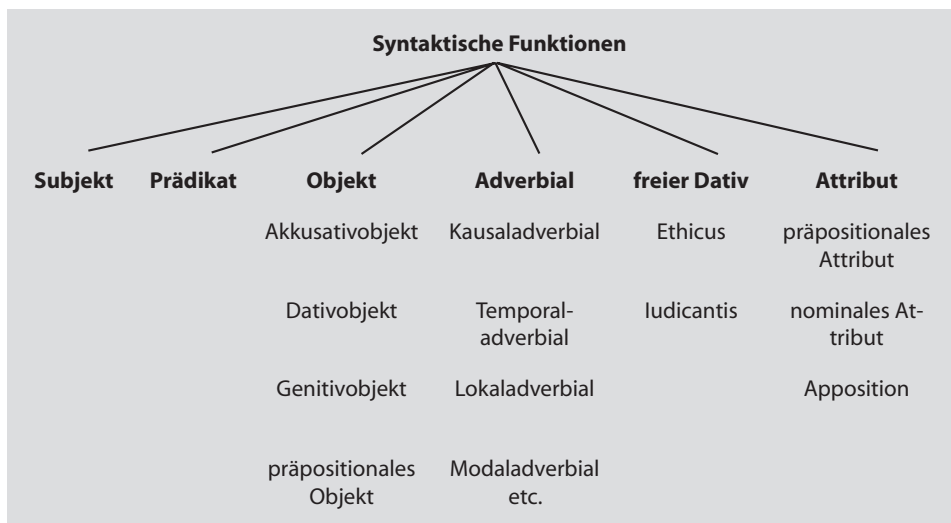 Syntaktische Funktionen
Subjekt Prädikat Objekt Adverbial freier Dativ Attribut
Akkusativobjekt Kausaladverbial Ethicus präpositionales
Attribut
Dativobjekt Temporal- Iudicantis nominales At-
adverbial tribut
Genitivobjekt Lokaladverbial Apposition
präpositionales Modaladverbial
Objekt etc.